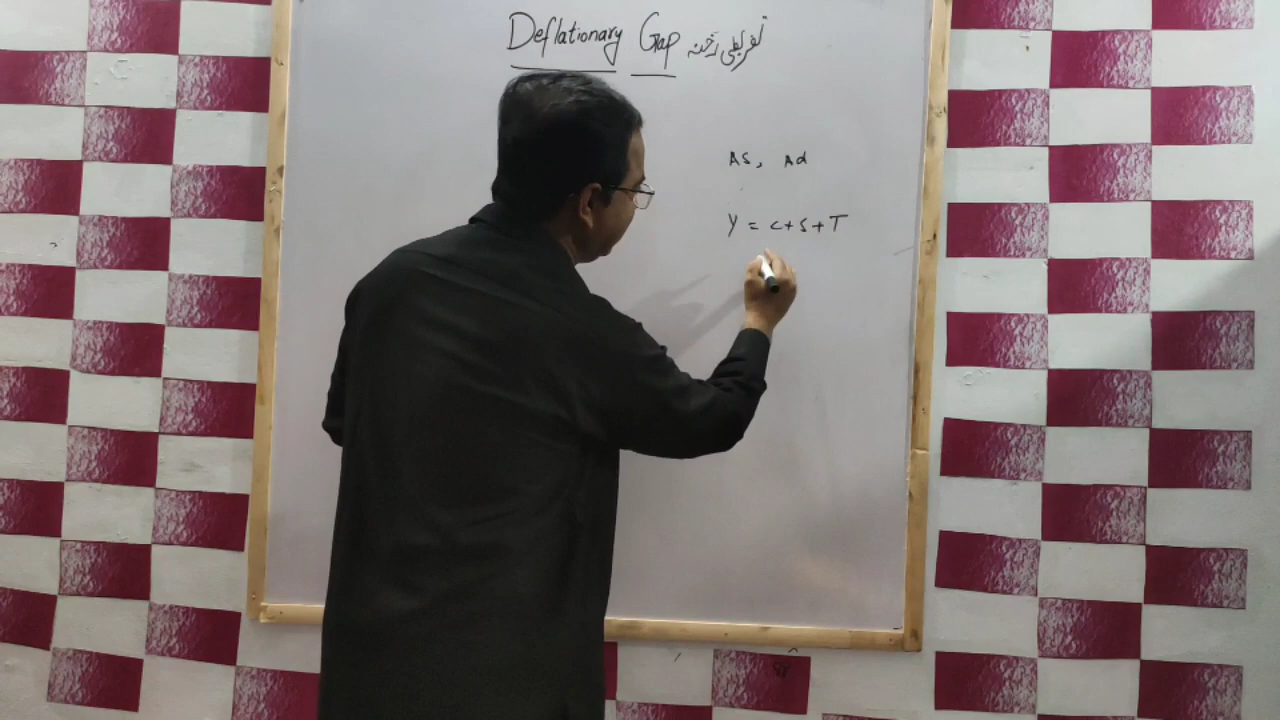 Deflationary Gap تفریطی رخنہ
AS, Ad
Y = C+S+T